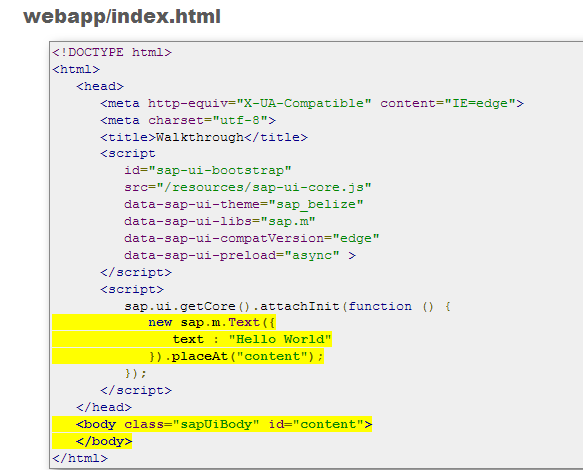 webapp/index.html
<!DOCTYPE html>
<html>
<head>
<meta http-equiv="X-UA-Compatible" content="IE=edge">
<meta charset="utf-8">
<title>Walkthrough</title>
<script
id="sap-ui-bootstrap"
src="/resources/sap-ui-core.js"
data-sap-ui-theme="sap_belize"
data-sap-ui-libs="sap.m"
data-sap-ui-compatVersion="edge"
data-sap-ui-preload="async" >
</script>
<script>
sap.ui.getCore().attachInit(function () {
new sap.m.Text({
text : "Hello World"
}).placeAt("content");
});
</script>
</head>
<body class="sapUiBody" id="content">
</body>
</html>